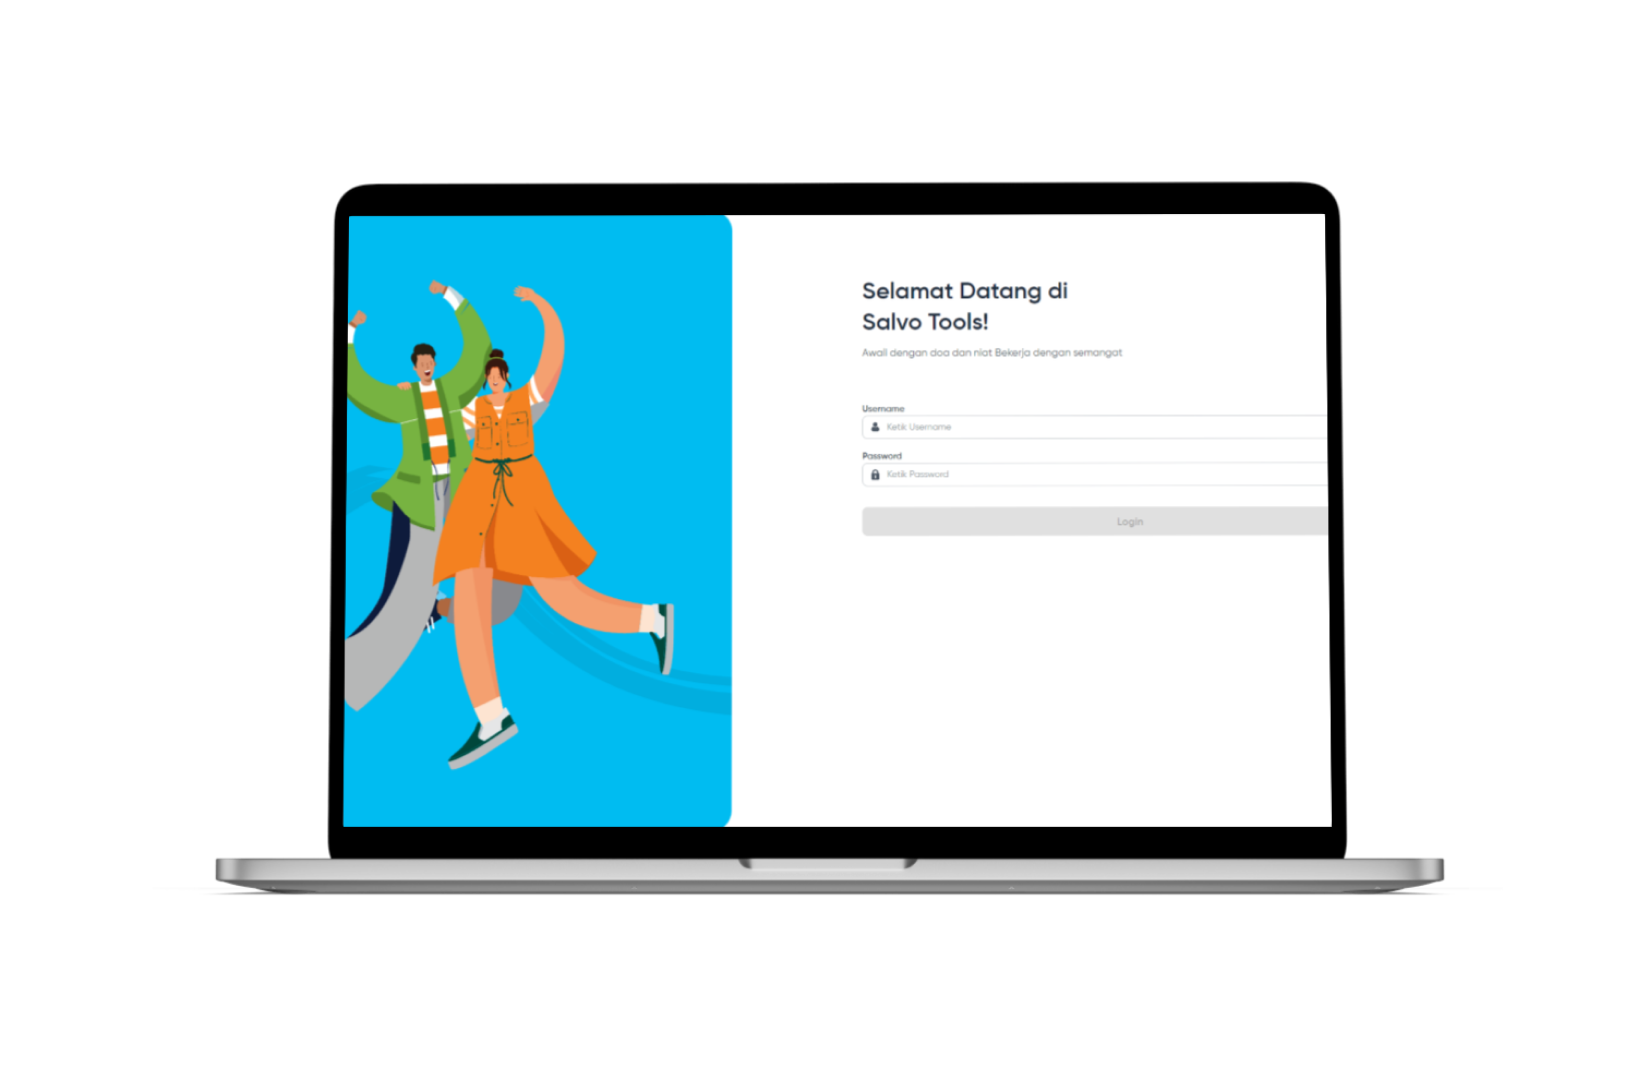 Selamat Datang di
Salvo Tools!
Awali dengan doa dan niat Bekerja dengan semangat
Username
Ketik Username
Password
Ketik Password
Login